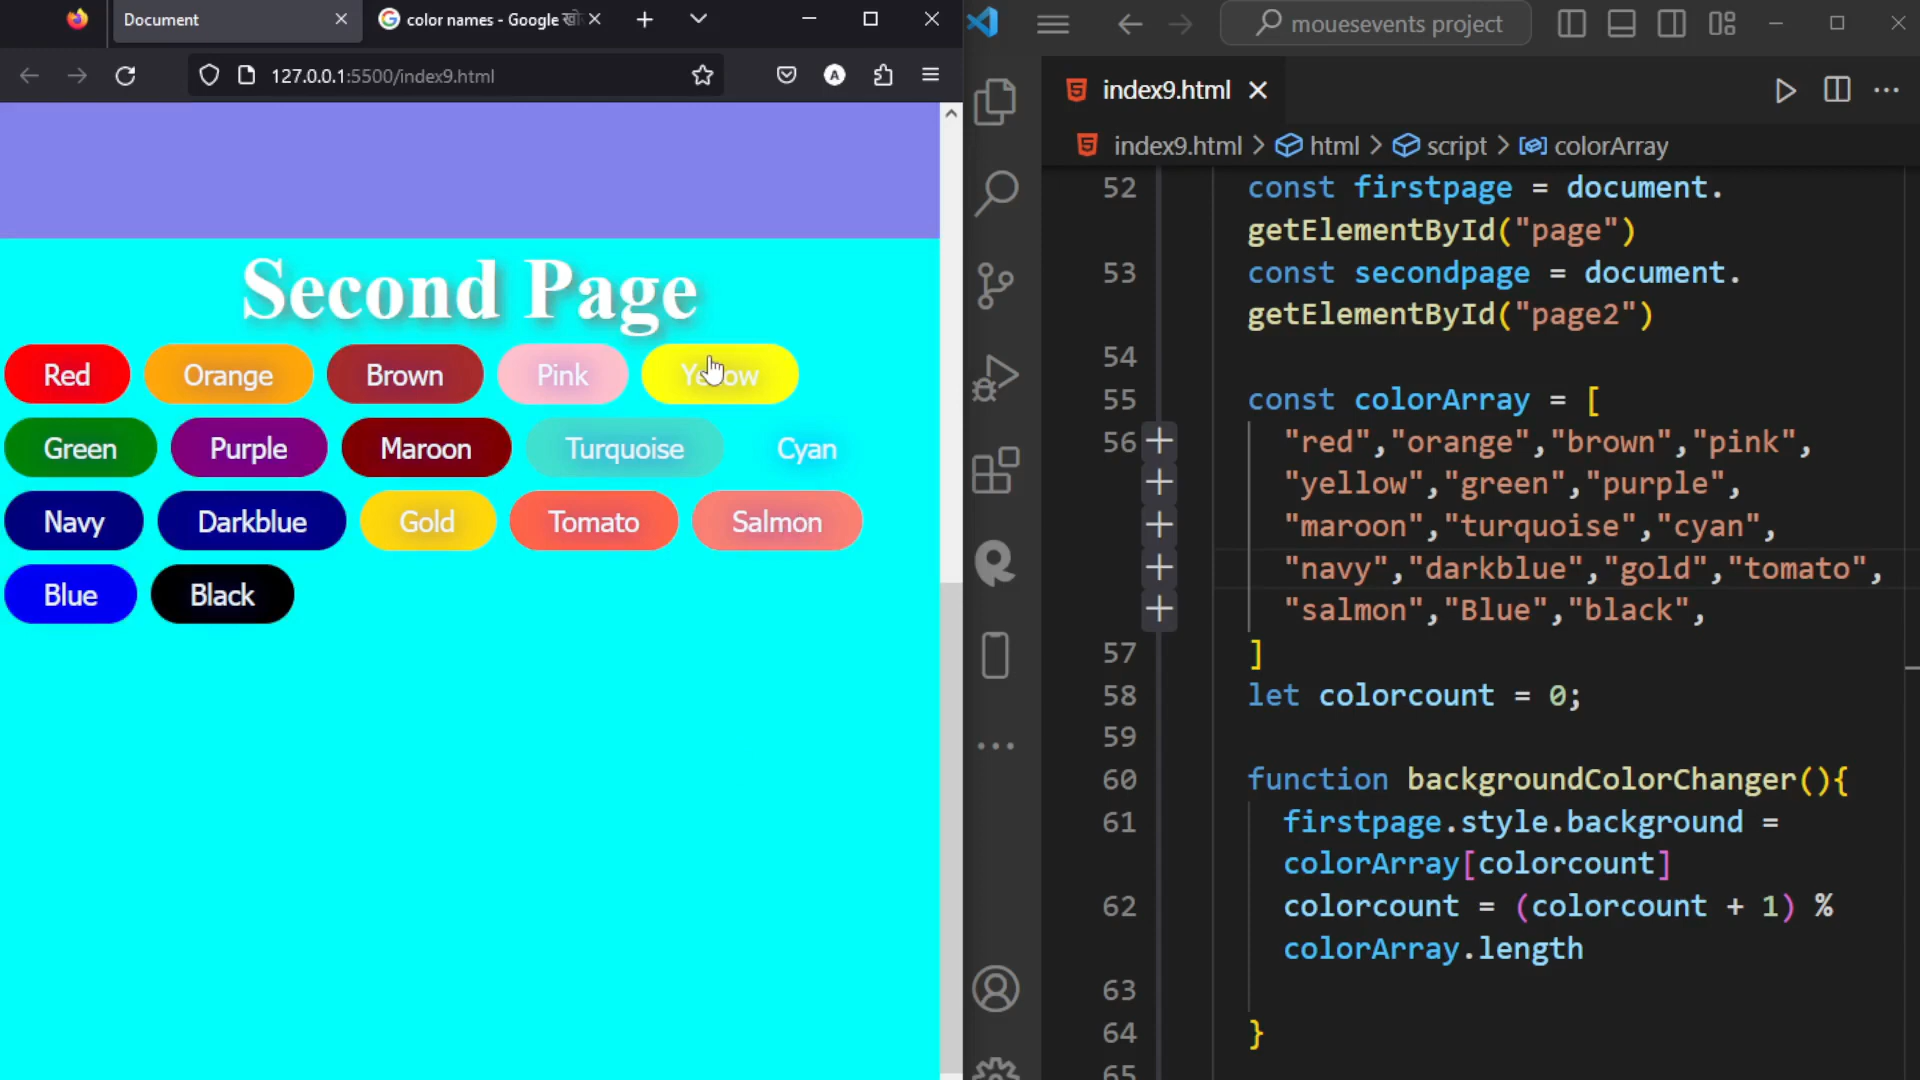 Document
color names - Google खोज
127.0.0.1:5500/index9.html
A
Second Page
Red Orange Brown Pink Yellow
Green Purple Maroon Turquoise Cyan
Navy Darkblue Gold Tomato Salmon
Blue Black
mouesevents project
index9.html
index9.html > html > script > colorArray
52 const firstpage = document.
getElementById("page")
53 const secondpage = document.
getElementById("page2")
54
55 const colorArray = [
56 "red","orange","brown","pink",
"yellow","green","purple",
"maroon","turquoise","cyan",
"navy","darkblue","gold","tomato",
"salmon","Blue","black",
57 ]
58 let colorcount = 0;
59
60 function backgroundColorChanger(){
61 firstpage.style.background =
colorArray[colorcount]
62 colorcount = (colorcount + 1) %
colorArray.length
63
64 }
65